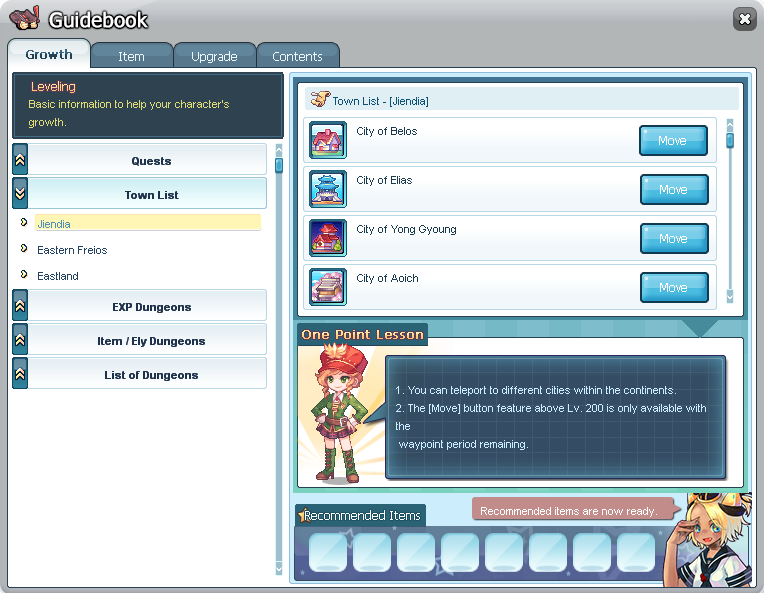 Guidebook
Growth
Item
Upgrade
Contents
Leveling
Basic information to help your character's
growth.
Quests
Town List
Jiendia
Eastern Freios
Eastland
EXP Dungeons
Item / Ely Dungeons
List of Dungeons
Town List - [Jiendia]
City of Belos
Move
City of Elias
Move
City of Yong Gyoung
Move
City of Aoich
Move
One Point Lesson
1. You can teleport to different cities within the continents.
2. The [Move] button feature above Lv. 200 is only available with
the
waypoint period remaining.
Recommended Items
Recommended items are now ready.